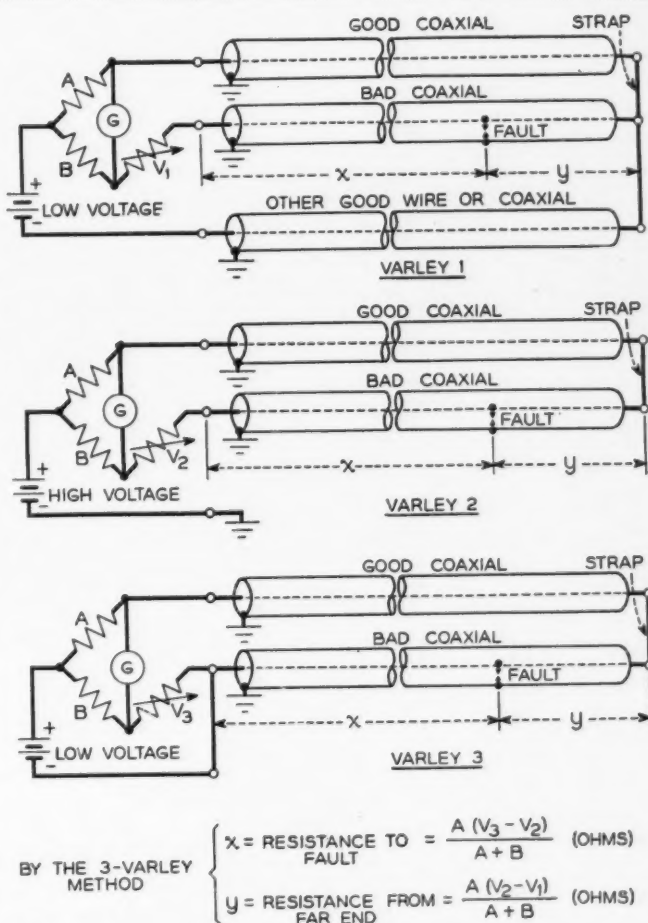 GOOD COAXIAL
STRAP
A
G
BAD COAXIAL
B
V1
FAULT
x
y
+
-
LOW VOLTAGE
OTHER GOOD WIRE OR COAXIAL
VARLEY 1
GOOD COAXIAL
STRAP
A
G
BAD COAXIAL
B
V2
FAULT
x
y
+
-
HIGH VOLTAGE
VARLEY 2
GOOD COAXIAL
STRAP
A
G
BAD COAXIAL
B
V3
FAULT
x
y
+
-
LOW VOLTAGE
VARLEY 3
BY THE 3-VARLEY
METHOD
x = RESISTANCE TO FAULT = A (V3 - V2) / A + B (OHMS)
y = RESISTANCE FROM FAR END = A (V2 - V1) / A + B (OHMS)